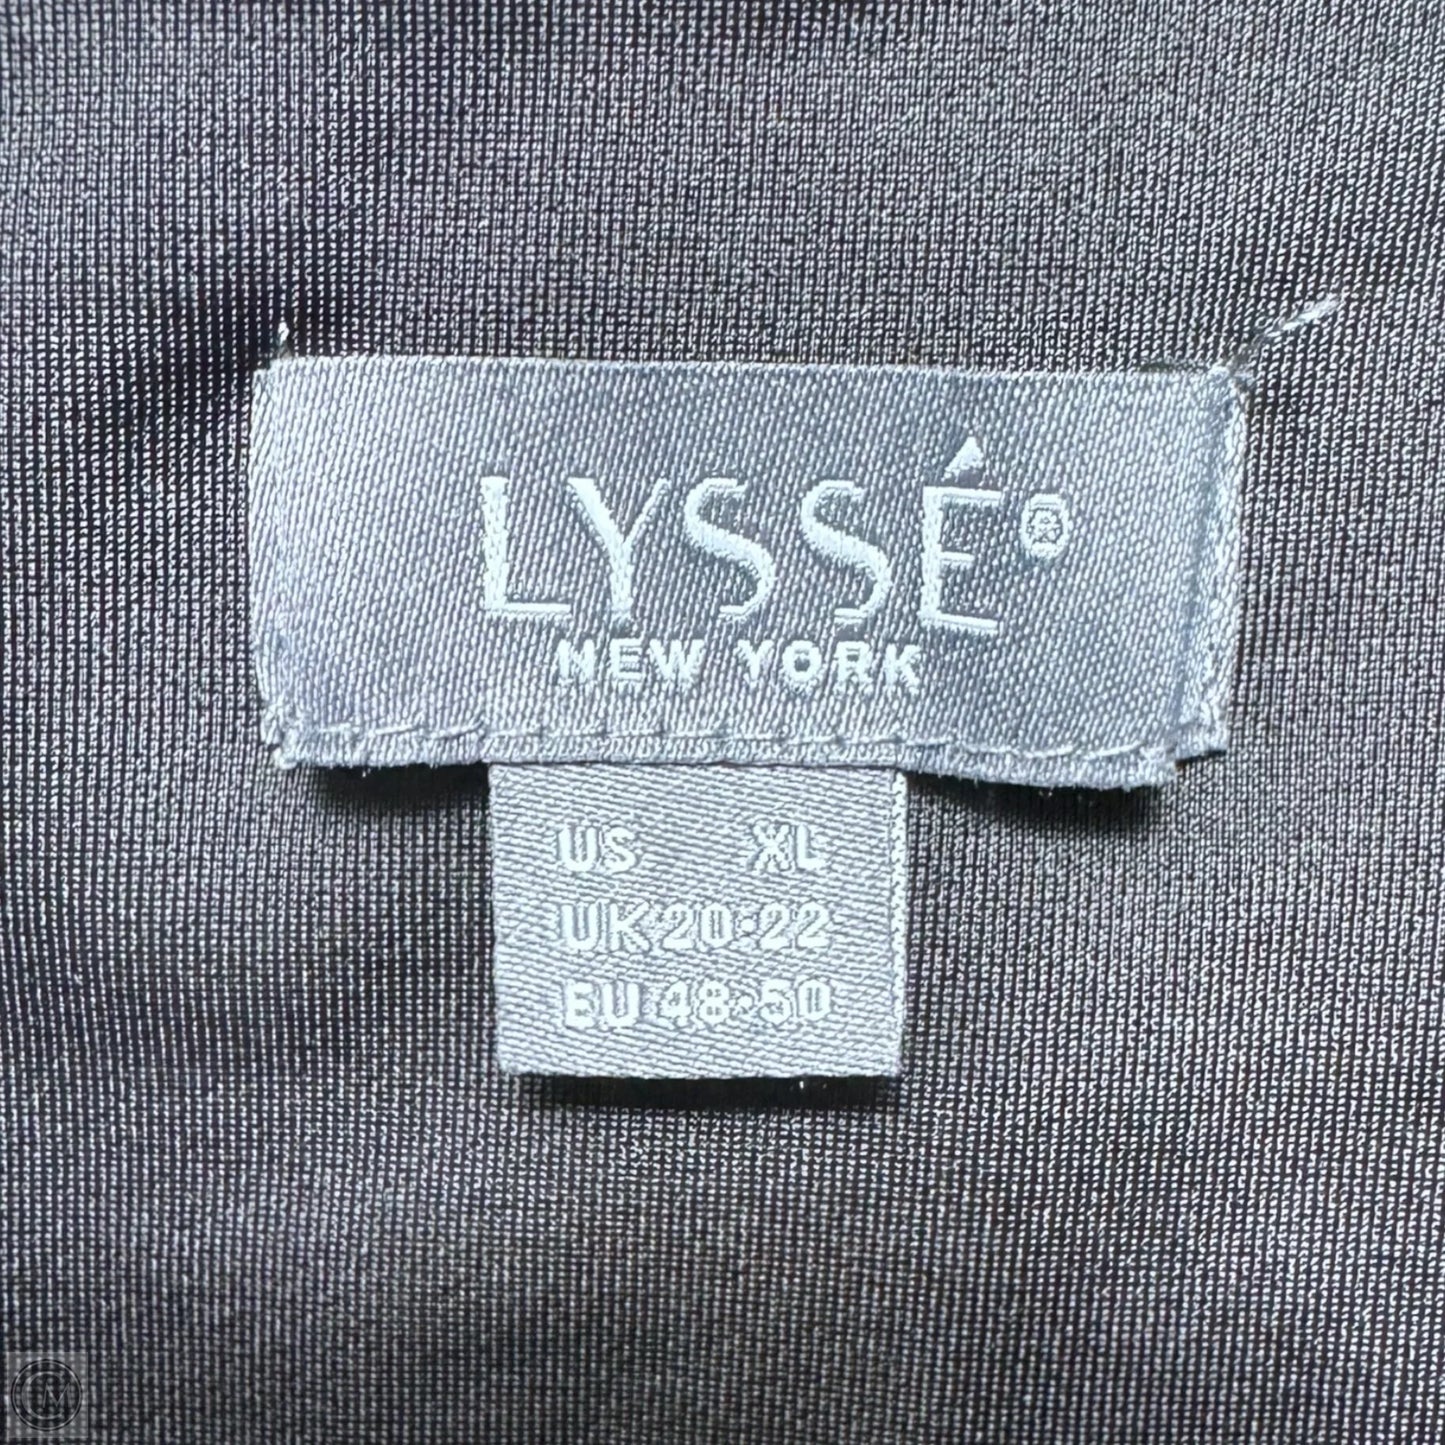 LYSSÉ®
NEW YORK
US XL
UK 20-22
EU 48-50